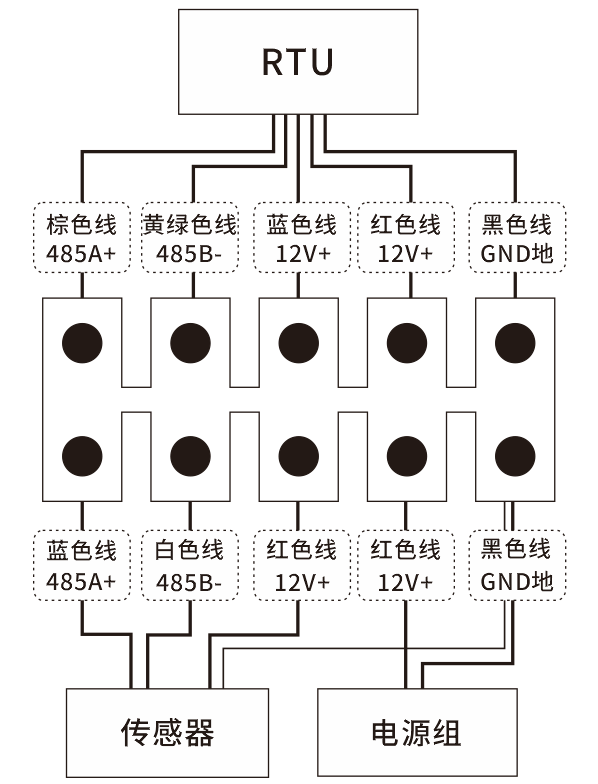 RTU
棕色线
485A+
黄绿色线
485B-
蓝色线
12V+
红色线
12V+
黑色线
GND地
蓝色线
485A+
白色线
485B-
红色线
12V+
红色线
12V+
黑色线
GND地
传感器
电源组